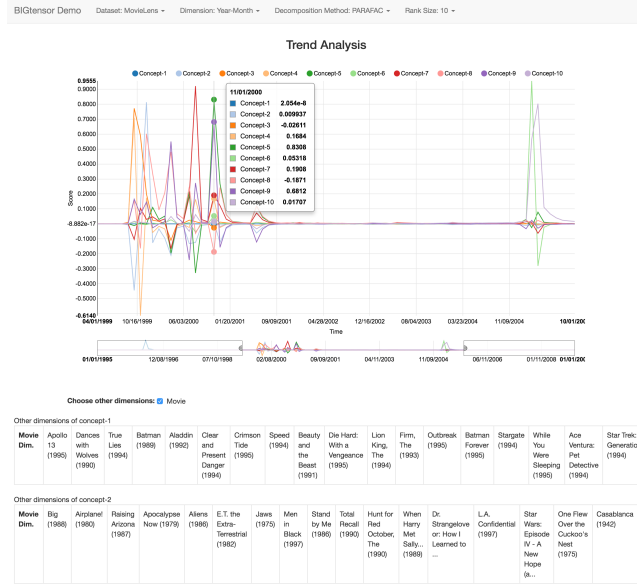 BIGtensor Demo Dataset: MovieLens Dimension: Year-Month Decomposition Method: PARAFAC Rank Size: 10
Trend Analysis
Concept-1 Concept-2 Concept-3 Concept-4 Concept-5 Concept-6 Concept-7 Concept-8 Concept-9 Concept-10
0.9555
0.9000
0.8000
0.7000
0.6000
0.5000
0.4000
0.3000
0.2000
0.1000
-8.882e-17
-0.1000
-0.2000
-0.3000
-0.4000
-0.5000
-0.6140
Score
11/01/2000
Concept-1 2.054e-8
Concept-2 0.009937
Concept-3 -0.02611
Concept-4 0.1684
Concept-5 0.8308
Concept-6 0.05318
Concept-7 0.1908
Concept-8 -0.1871
Concept-9 0.6812
Concept-10 0.01707
04/01/1999 10/16/1999 06/03/2000 01/20/2001 09/09/2001 04/28/2002 12/16/2002 08/04/2003 03/23/2004 11/09/2004 10/01/20
Time
01/01/1995 12/08/1996 07/10/1998 02/08/2000 09/09/2001 04/11/2003 11/09/2004 06/11/2006 01/11/2008 01/01/200
Choose other dimensions: Movie
Other dimensions of concept-1
Movie Dim. Apollo 13 (1995) Dances with Wolves (1990) True Lies (1994) Batman (1989) Aladdin (1992) Clear and Present Danger (1994) Crimson Tide (1995) Speed (1994) Beauty and the Beast (1991) Die Hard: With a Vengeance (1995) Lion King, The (1994) Firm, The (1993) Outbreak (1995) Batman Forever (1995) Stargate (1994) While You Were Sleeping (1995) Ace Ventura: Pet Detective (1994) Star Trek: Generatio (1994)
Other dimensions of concept-2
Movie Dim. Big (1988) Airplane! (1980) Raising Arizona (1987) Apocalypse Now (1979) Aliens (1986) E.T. the Extra-Terrestrial (1982) Jaws (1975) Men in Black (1997) Stand by Me (1986) Total Recall (1990) Hunt for Red October, The (1990) When Harry Met Sally... (1989) Dr. Strangelove or: How I Learned to ... L.A. Confidential (1997) Star Wars: Episode IV - A New Hope (a... One Flew Over the Cuckoo's Nest (1975) Casablanca (1942)